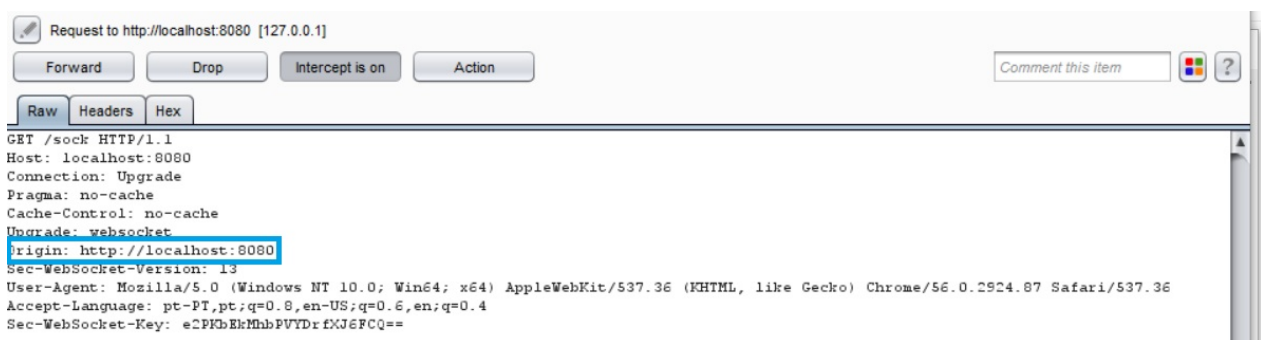 Request to http://localhost:8080 [127.0.0.1]
Forward Drop Intercept is on Action Comment this item ?
Raw Headers Hex
GET /sock HTTP/1.1
Host: localhost:8080
Connection: Upgrade
Pragma: no-cache
Cache-Control: no-cache
Upgrade: websocket
Origin: http://localhost:8080
Sec-WebSocket-Version: 13
User-Agent: Mozilla/5.0 (Windows NT 10.0; Win64; x64) AppleWebKit/537.36 (KHTML, like Gecko) Chrome/56.0.2924.87 Safari/537.36
Accept-Language: pt-PT,pt;q=0.8,en-US;q=0.6,en;q=0.4
Sec-WebSocket-Key: e2PKbEkMhbPVYDrfXJ6FCQ==